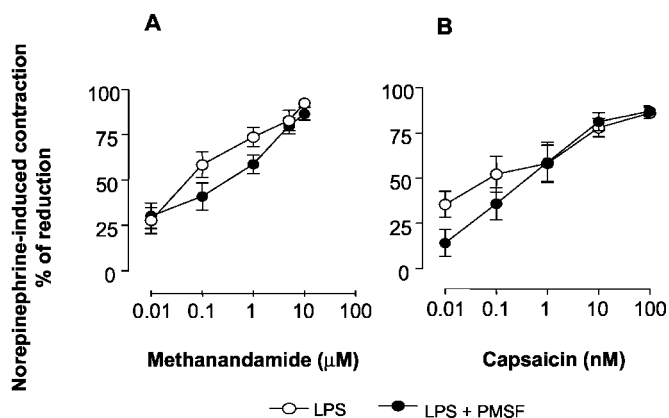 A
B
Norepinephrine-induced contraction
% of reduction
100
75
50
25
0
0.01 0.1 1 10 100
Methanandamide (μM)
100
75
50
25
0
0.01 0.1 1 10 100
Capsaicin (nM)
LPS
LPS + PMSF